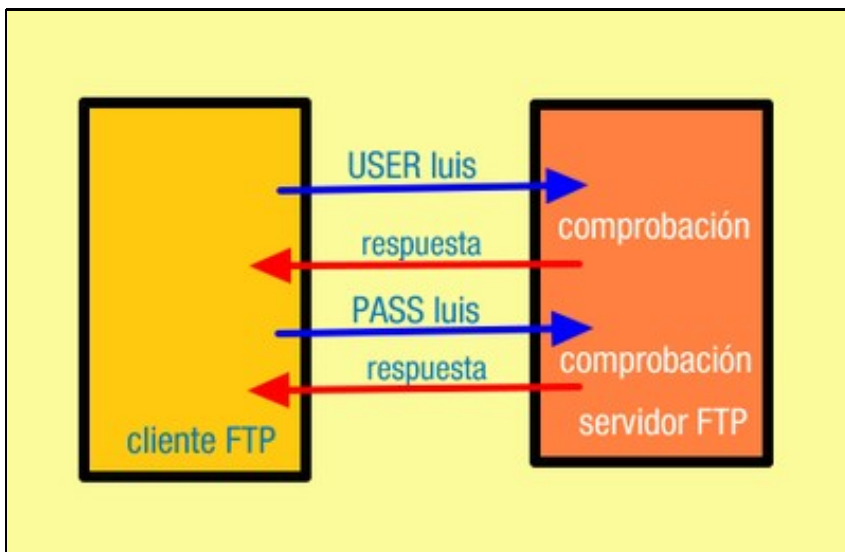 USER luis
comprobación
respuesta
PASS luis
comprobación
respuesta
servidor FTP
cliente FTP